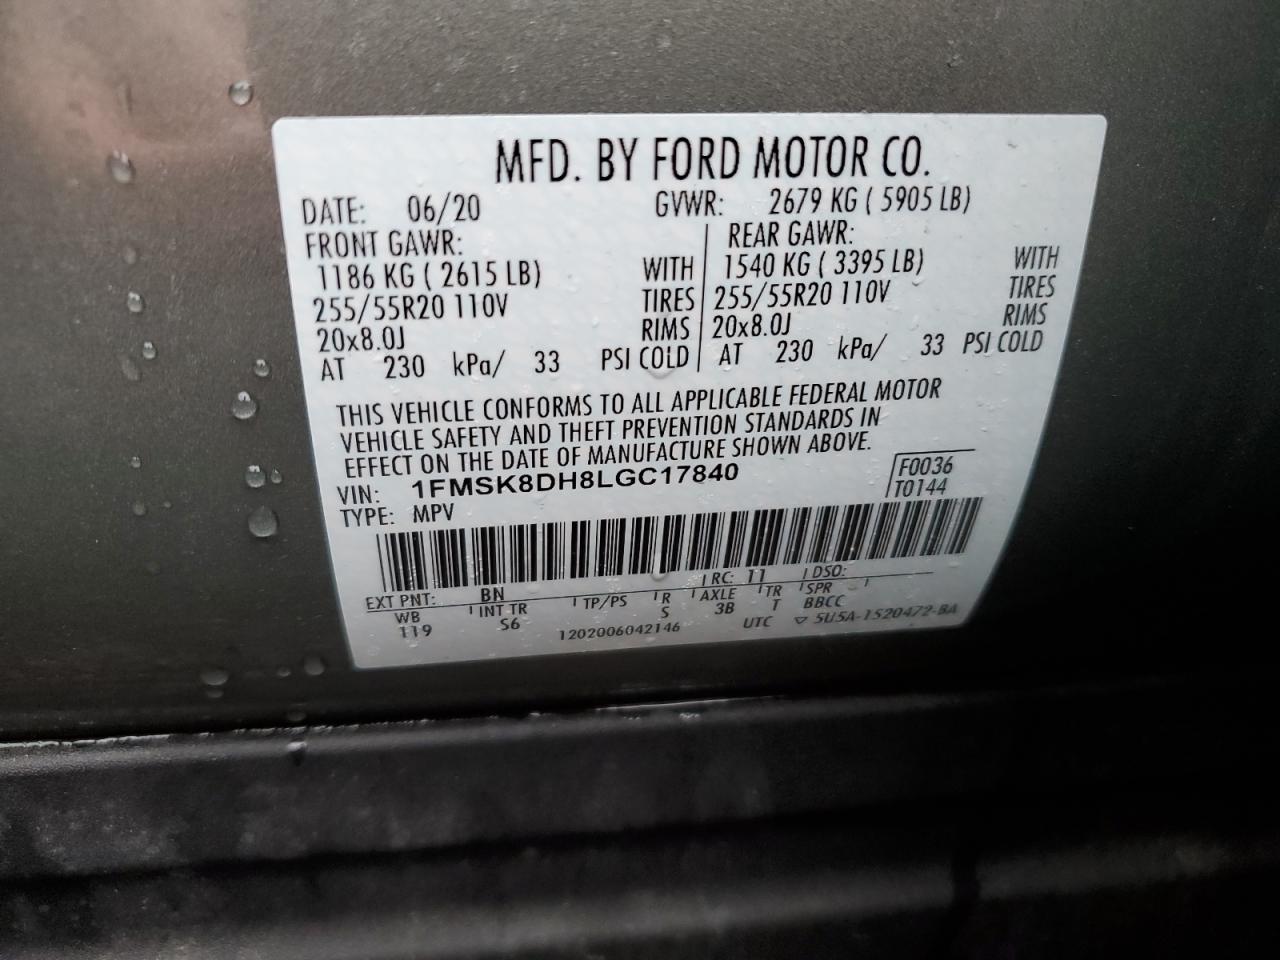 MFD. BY FORD MOTOR CO.
DATE: 06/20 GVWR: 2679 KG ( 5905 LB)
FRONT GAWR: REAR GAWR:
1186 KG ( 2615 LB) WITH 1540 KG ( 3395 LB) WITH
255/55R20 110V TIRES 255/55R20 110V TIRES
20x8.0J RIMS 20x8.0J RIMS
AT 230 kPa/ 33 PSI COLD AT 230 kPa/ 33 PSI COLD
THIS VEHICLE CONFORMS TO ALL APPLICABLE FEDERAL MOTOR
VEHICLE SAFETY AND THEFT PREVENTION STANDARDS IN
EFFECT ON THE DATE OF MANUFACTURE SHOWN ABOVE.
VIN: 1FMSK8DH8LGC17840 F0036
TYPE: MPV T0144
EXT PNT: BN RC: 11 DSO:
WB INT TR TP/PS R AXLE TR SPR
119 S6 S 3B T BBCC
1202006042146 UTC ▽ 5U5A-1520472-BA